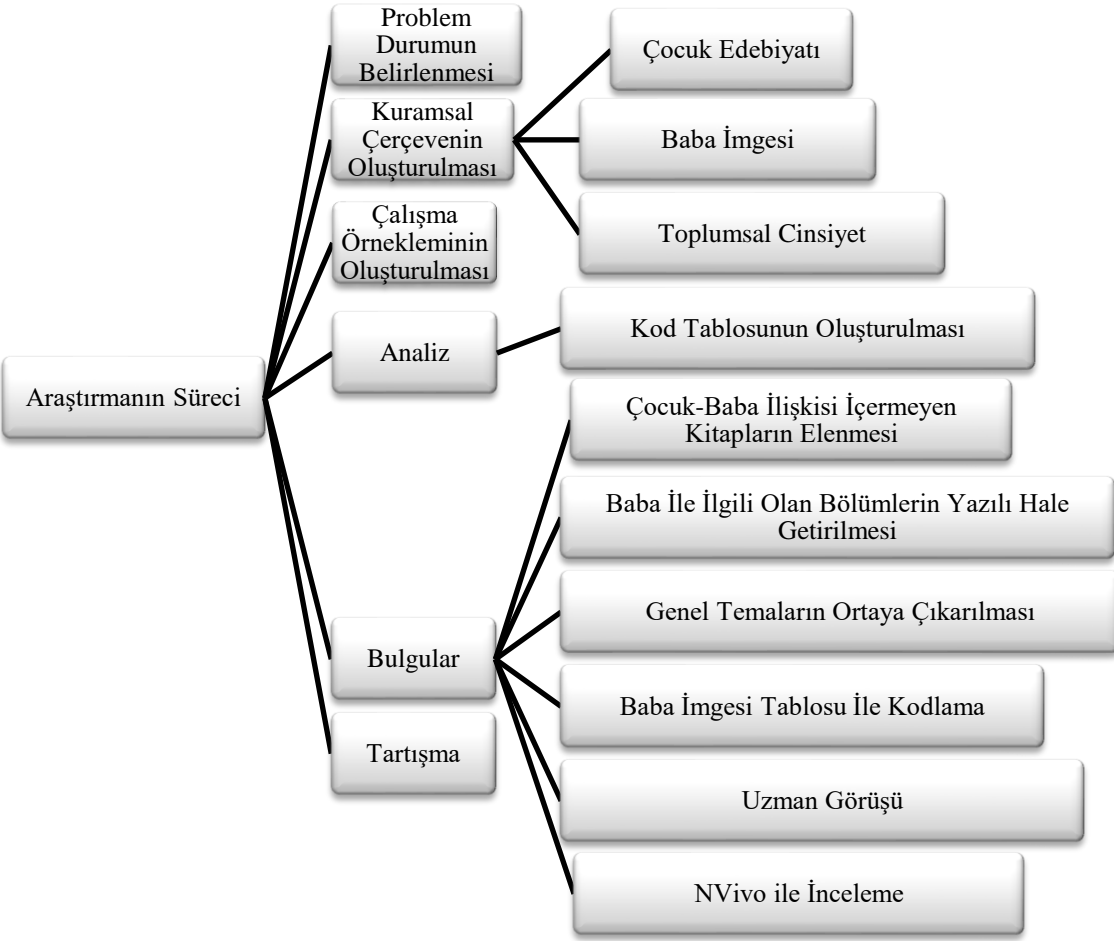 Araştırmanın Süreci
Problem
Durumun
Belirlenmesi
Kuramsal
Çerçevenin
Oluşturulması
Çocuk Edebiyatı
Baba İmgesi
Toplumsal Cinsiyet
Çalışma
Örnekleminin
Oluşturulması
Analiz
Kod Tablosunun Oluşturulması
Bulgular
Çocuk-Baba İlişkisi İçermeyen
Kitapların Elenmesi
Baba İle İlgili Olan Bölümlerin Yazılı Hale
Getirilmesi
Genel Temaların Ortaya Çıkarılması
Baba İmgesi Tablosu İle Kodlama
Uzman Görüşü
NVivo ile İnceleme
Tartışma